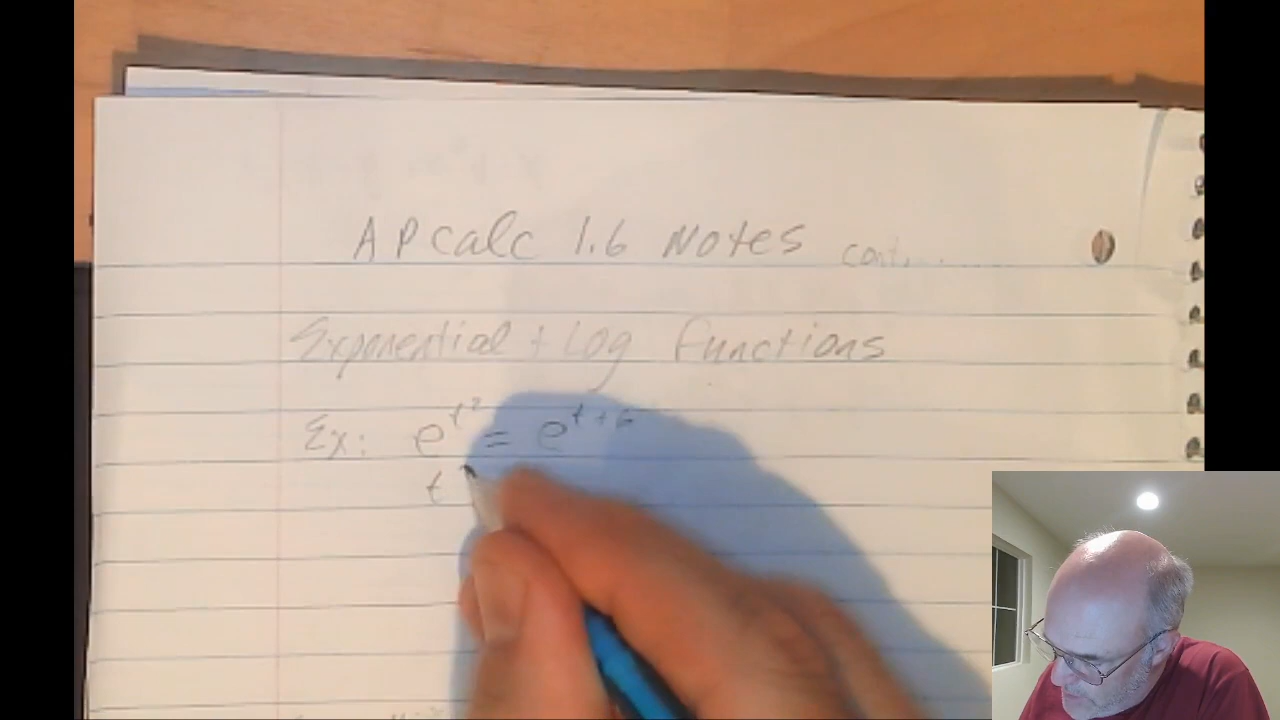 AP Calc 1.6 Notes cont....
Exponential + Log Functions
Ex: e^t² = e^t+6
t